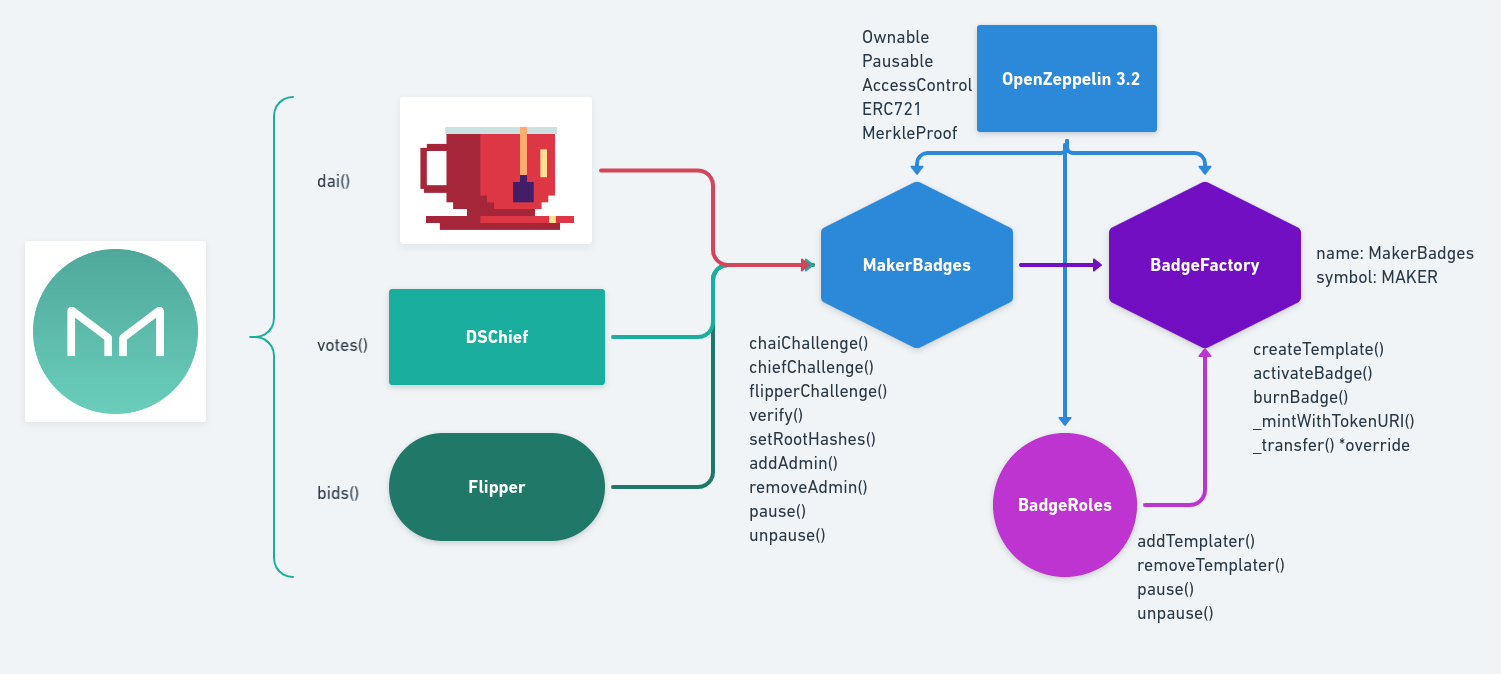 Ownable
Pausable
AccessControl
ERC721
MerkleProof
OpenZeppelin 3.2
dai()
votes()
DSChief
bids()
Flipper
MakerBadges
BadgeFactory
name: MakerBadges
symbol: MAKER
chaiChallenge()
chiefChallenge()
flipperChallenge()
verify()
setRootHashes()
addAdmin()
removeAdmin()
pause()
unpause()
createTemplate()
activateBadge()
burnBadge()
_mintWithTokenURI()
_transfer() *override
BadgeRoles
addTemplater()
removeTemplater()
pause()
unpause()